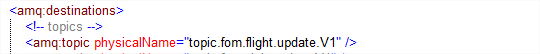 <amq:destinations>
<!-- topics -->
<amq:topic physicalName="topic.fom.flight.update.V1" />